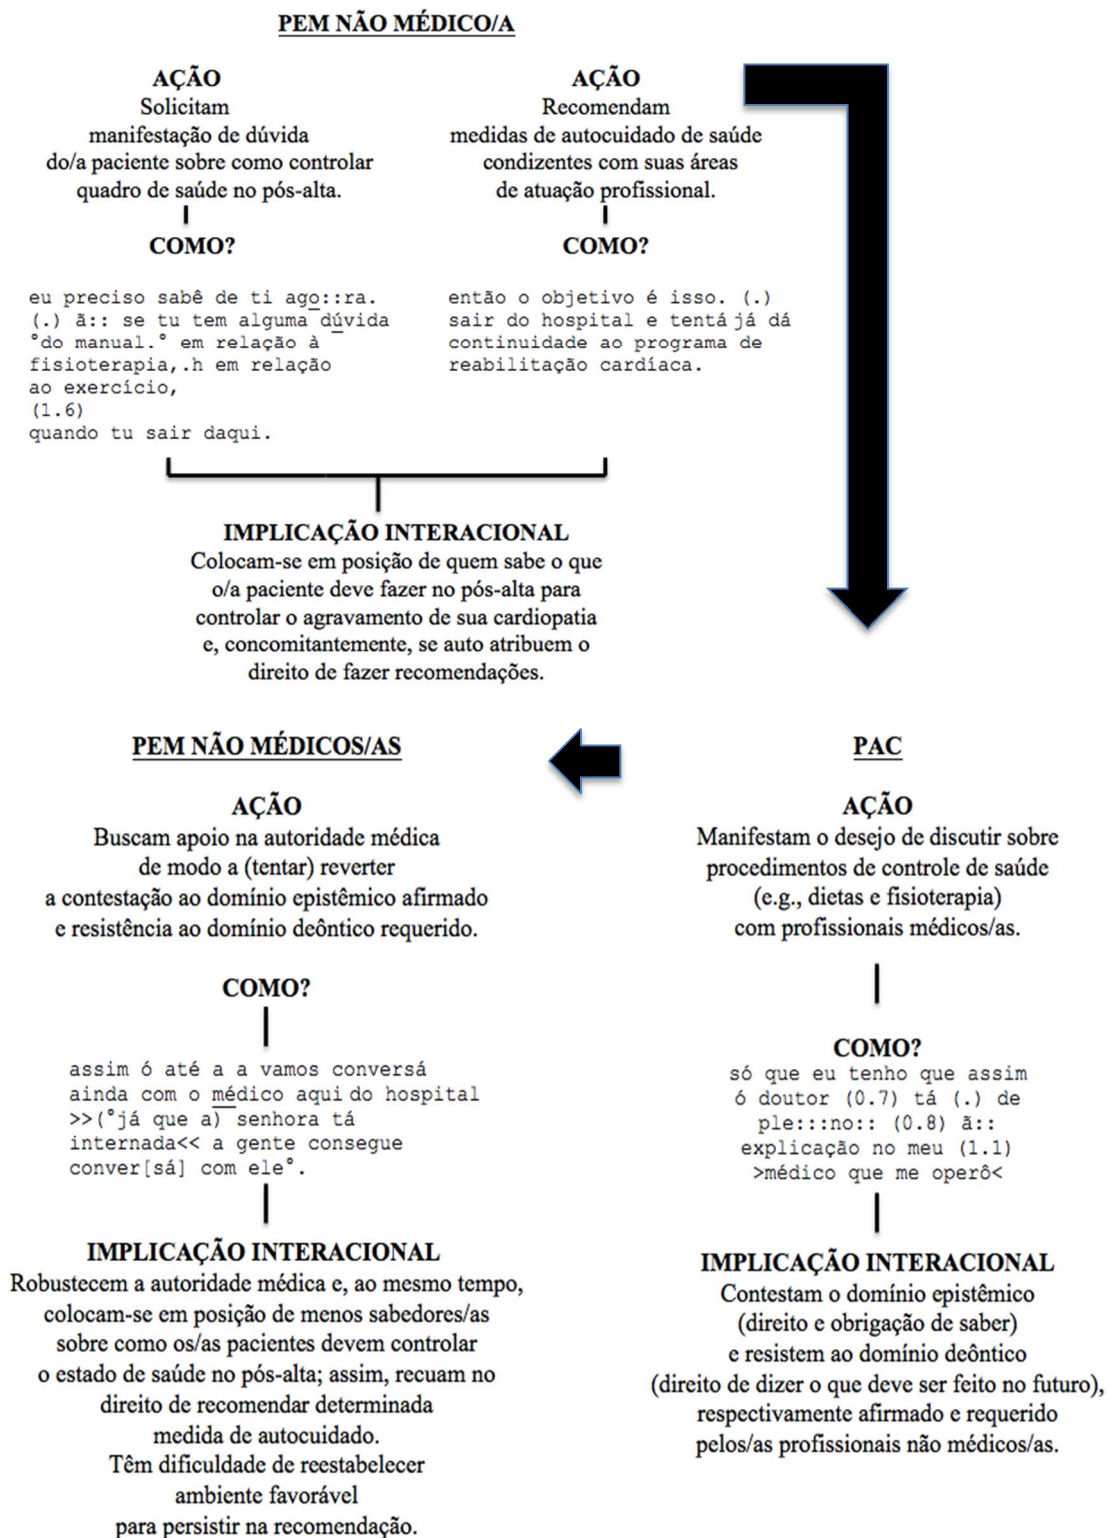 PEM NÃO MÉDICO/A
AÇÃO
Solicitam
manifestação de dúvida
do/a paciente sobre como controlar
quadro de saúde no pós-alta.
COMO?
eu preciso sabê de ti ago::ra.
(.) ã:: se tu tem alguma dúvida
°do manual.° em relação à
fisioterapia,.h em relação
ao exercício,
(1.6)
quando tu sair daqui.
AÇÃO
Recomendam
medidas de autocuidado de saúde
condizentes com suas áreas
de atuação profissional.
COMO?
então o objetivo é isso. (.)
sair do hospital e tentá já dá
continuidade ao programa de
reabilitação cardíaca.
IMPLICAÇÃO INTERACIONAL
Colocam-se em posição de quem sabe o que
o/a paciente deve fazer no pós-alta para
controlar o agravamento de sua cardiopatia
e, concomitantemente, se auto atribuem o
direito de fazer recomendações.
PAC
AÇÃO
Manifestam o desejo de discutir sobre
procedimentos de controle de saúde
(e.g., dietas e fisioterapia)
com profissionais médicos/as.
COMO?
só que eu tenho que assim
ó doutor (0.7) tá (.) de
ple:::no:: (0.8) ã::
explicação no meu (1.1)
>médico que me operô<
IMPLICAÇÃO INTERACIONAL
Contestam o domínio epistêmico
(direito e obrigação de saber)
e resistem ao domínio deôntico
(direito de dizer o que deve ser feito no futuro),
respectivamente afirmado e requerido
pelos/as profissionais não médicos/as.
PEM NÃO MÉDICOS/AS
AÇÃO
Buscam apoio na autoridade médica
de modo a (tentar) reverter
a contestação ao domínio epistêmico afirmado
e resistência ao domínio deôntico requerido.
COMO?
assim ó até a a vamos conversá
ainda com o médico aqui do hospital
>>(°já que a) senhora tá
internada<< a gente consegue
conver[sá] com ele°.
IMPLICAÇÃO INTERACIONAL
Robustecem a autoridade médica e, ao mesmo tempo,
colocam-se em posição de menos sabedores/as
sobre como os/as pacientes devem controlar
o estado de saúde no pós-alta; assim, recuam no
direito de recomendar determinada
medida de autocuidado.
Têm dificuldade de reestabelecer
ambiente favorável
para persistir na recomendação.